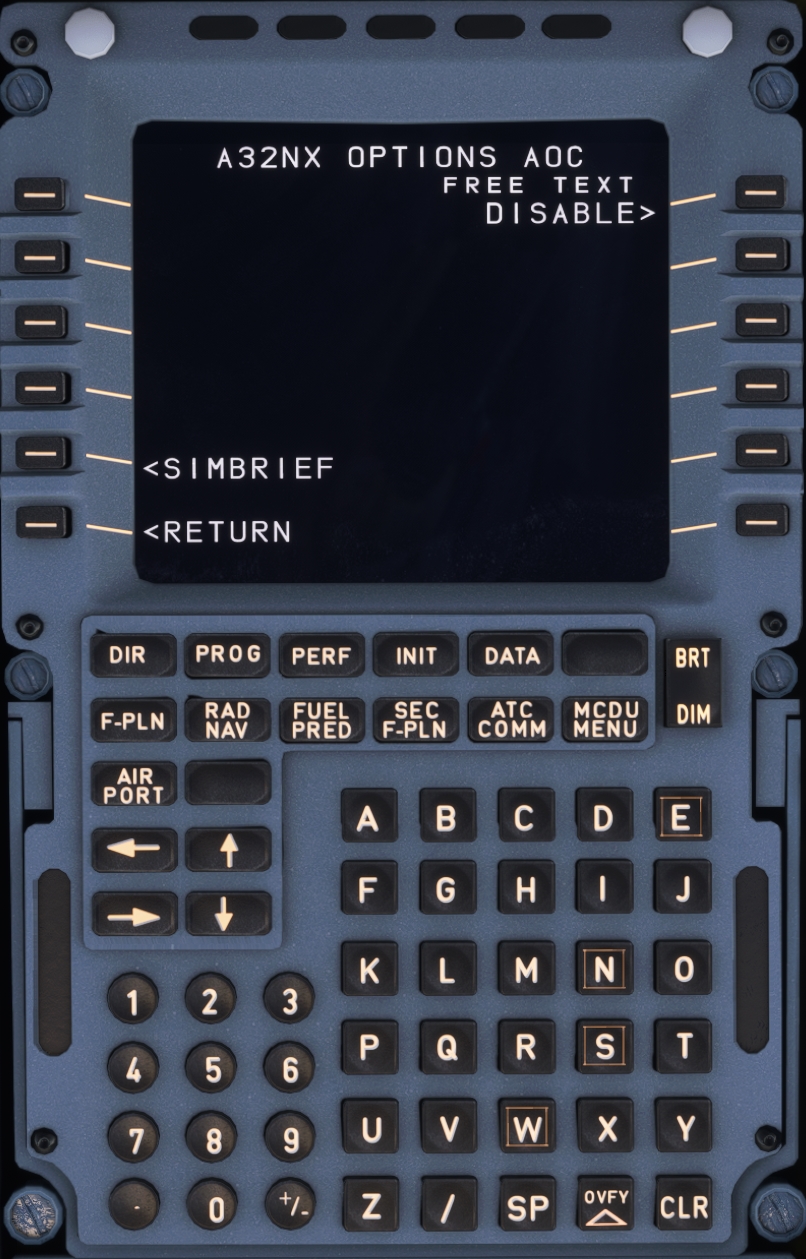 A32NX OPTIONS AOC
FREE TEXT
DISABLE>
<SIMBRIEF
<RETURN
DIR PROG PERF INIT DATA BRT
DIM
F-PLN RAD NAV FUEL PRED SEC F-PLN ATC COMM MCDU MENU
AIR PORT
← ↑
→ ↓
A B C D E
F G H I J
K L M N O
P Q R S T
U V W X Y
Z / SP OVFY CLR
1 2 3
4 5 6
7 8 9
. 0 +/-